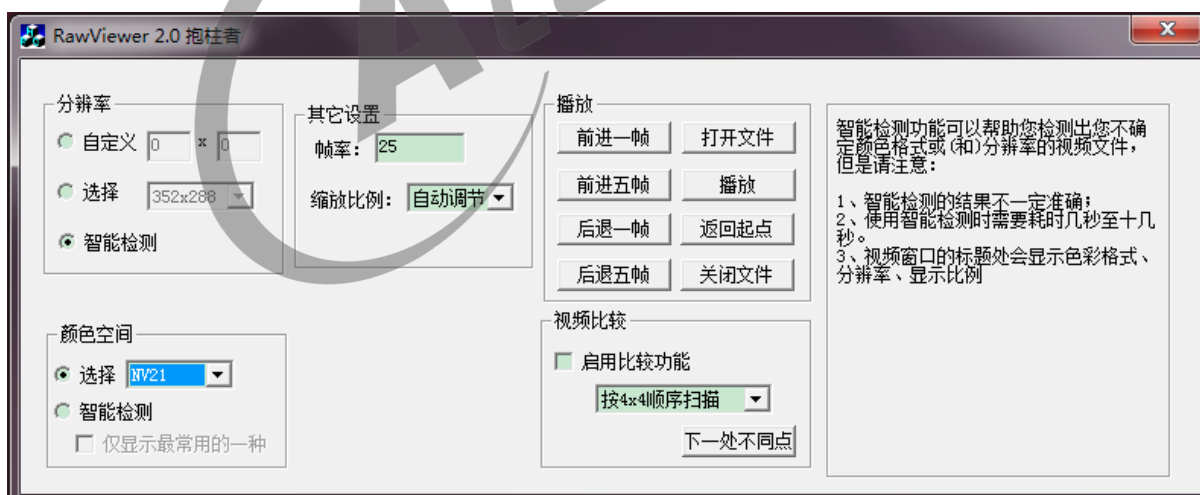 RawViewer 2.0 抱柱者
分辨率
自定义 0 x 0
选择 352x288
智能检测
其它设置
帧率： 25
缩放比例： 自动调节
播放
前进一帧 打开文件
前进五帧 播放
后退一帧 返回起点
后退五帧 关闭文件
智能检测功能可以帮助您检测出您不确
定颜色格式或(和)分辨率的视频文件，
但是请注意：
1、智能检测的结果不一定准确；
2、使用智能检测时需要耗时几秒至十几
秒。
3、视频窗口的标题处会显示色彩格式、
分辨率、显示比例
颜色空间
选择 NV21
智能检测
仅显示最常用的一种
视频比较
启用比较功能
按4x4顺序扫描
下一处不同点